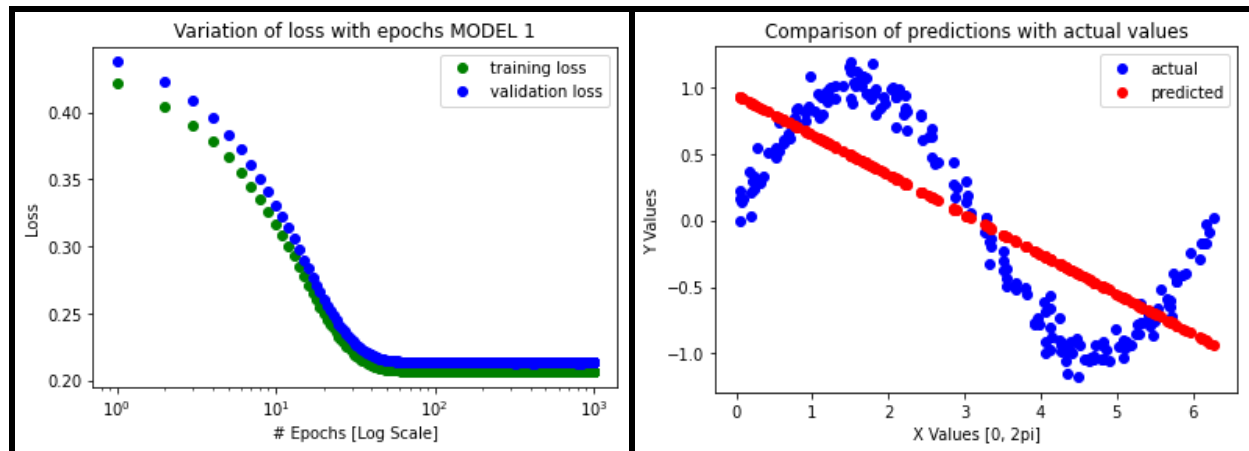 Variation of loss with epochs MODEL 1
training loss
validation loss
0.40
0.35
0.30
0.25
0.20
Loss
10⁰
10¹
10²
10³
# Epochs [Log Scale]
Comparison of predictions with actual values
actual
predicted
1.0
0.5
0.0
−0.5
−1.0
Y Values
0 1 2 3 4 5 6
X Values [0, 2pi]